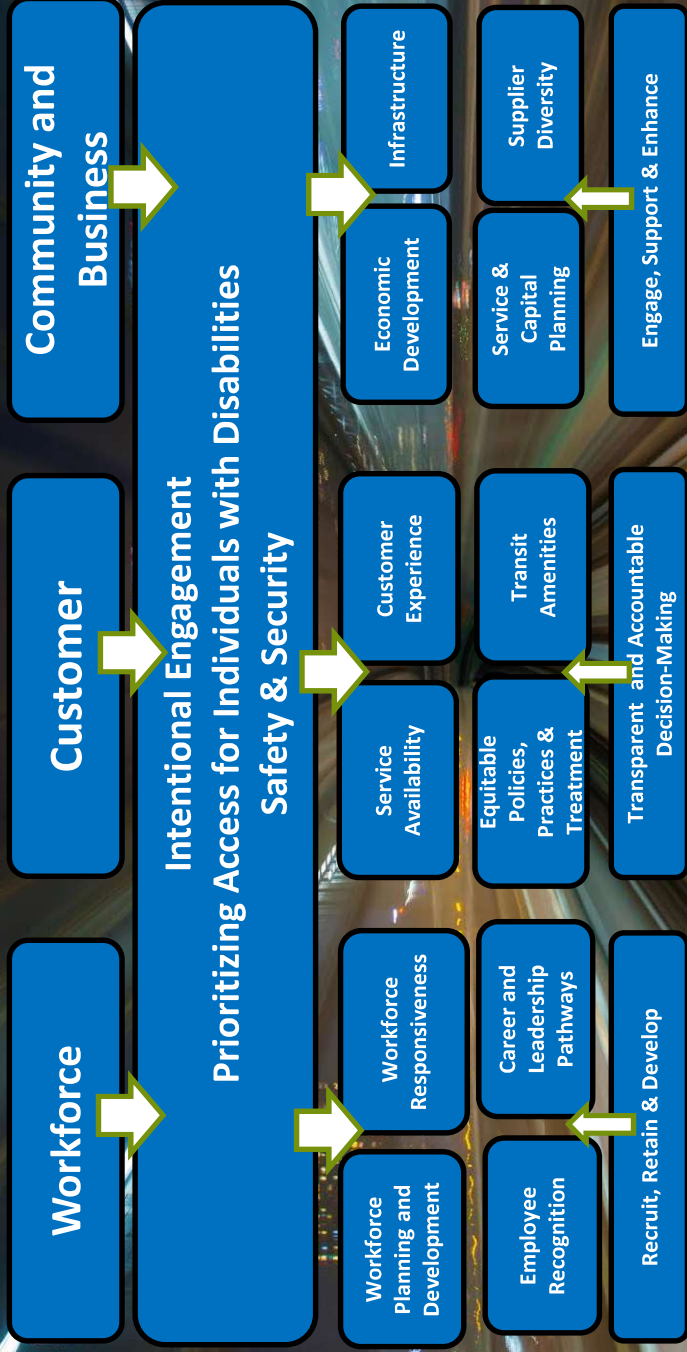 Workforce
Customer
Community and
Business
Intentional Engagement
Prioritizing Access for Individuals with Disabilities
Safety & Security
Workforce
Planning and
Development
Workforce
Responsiveness
Service
Availability
Customer
Experience
Economic
Development
Infrastructure
Employee
Recognition
Career and
Leadership
Pathways
Equitable
Policies,
Practices &
Treatment
Transit
Amenities
Service &
Capital
Planning
Supplier
Diversity
Recruit, Retain & Develop
Transparent  and Accountable
Decision-Making
Engage, Support & Enhance